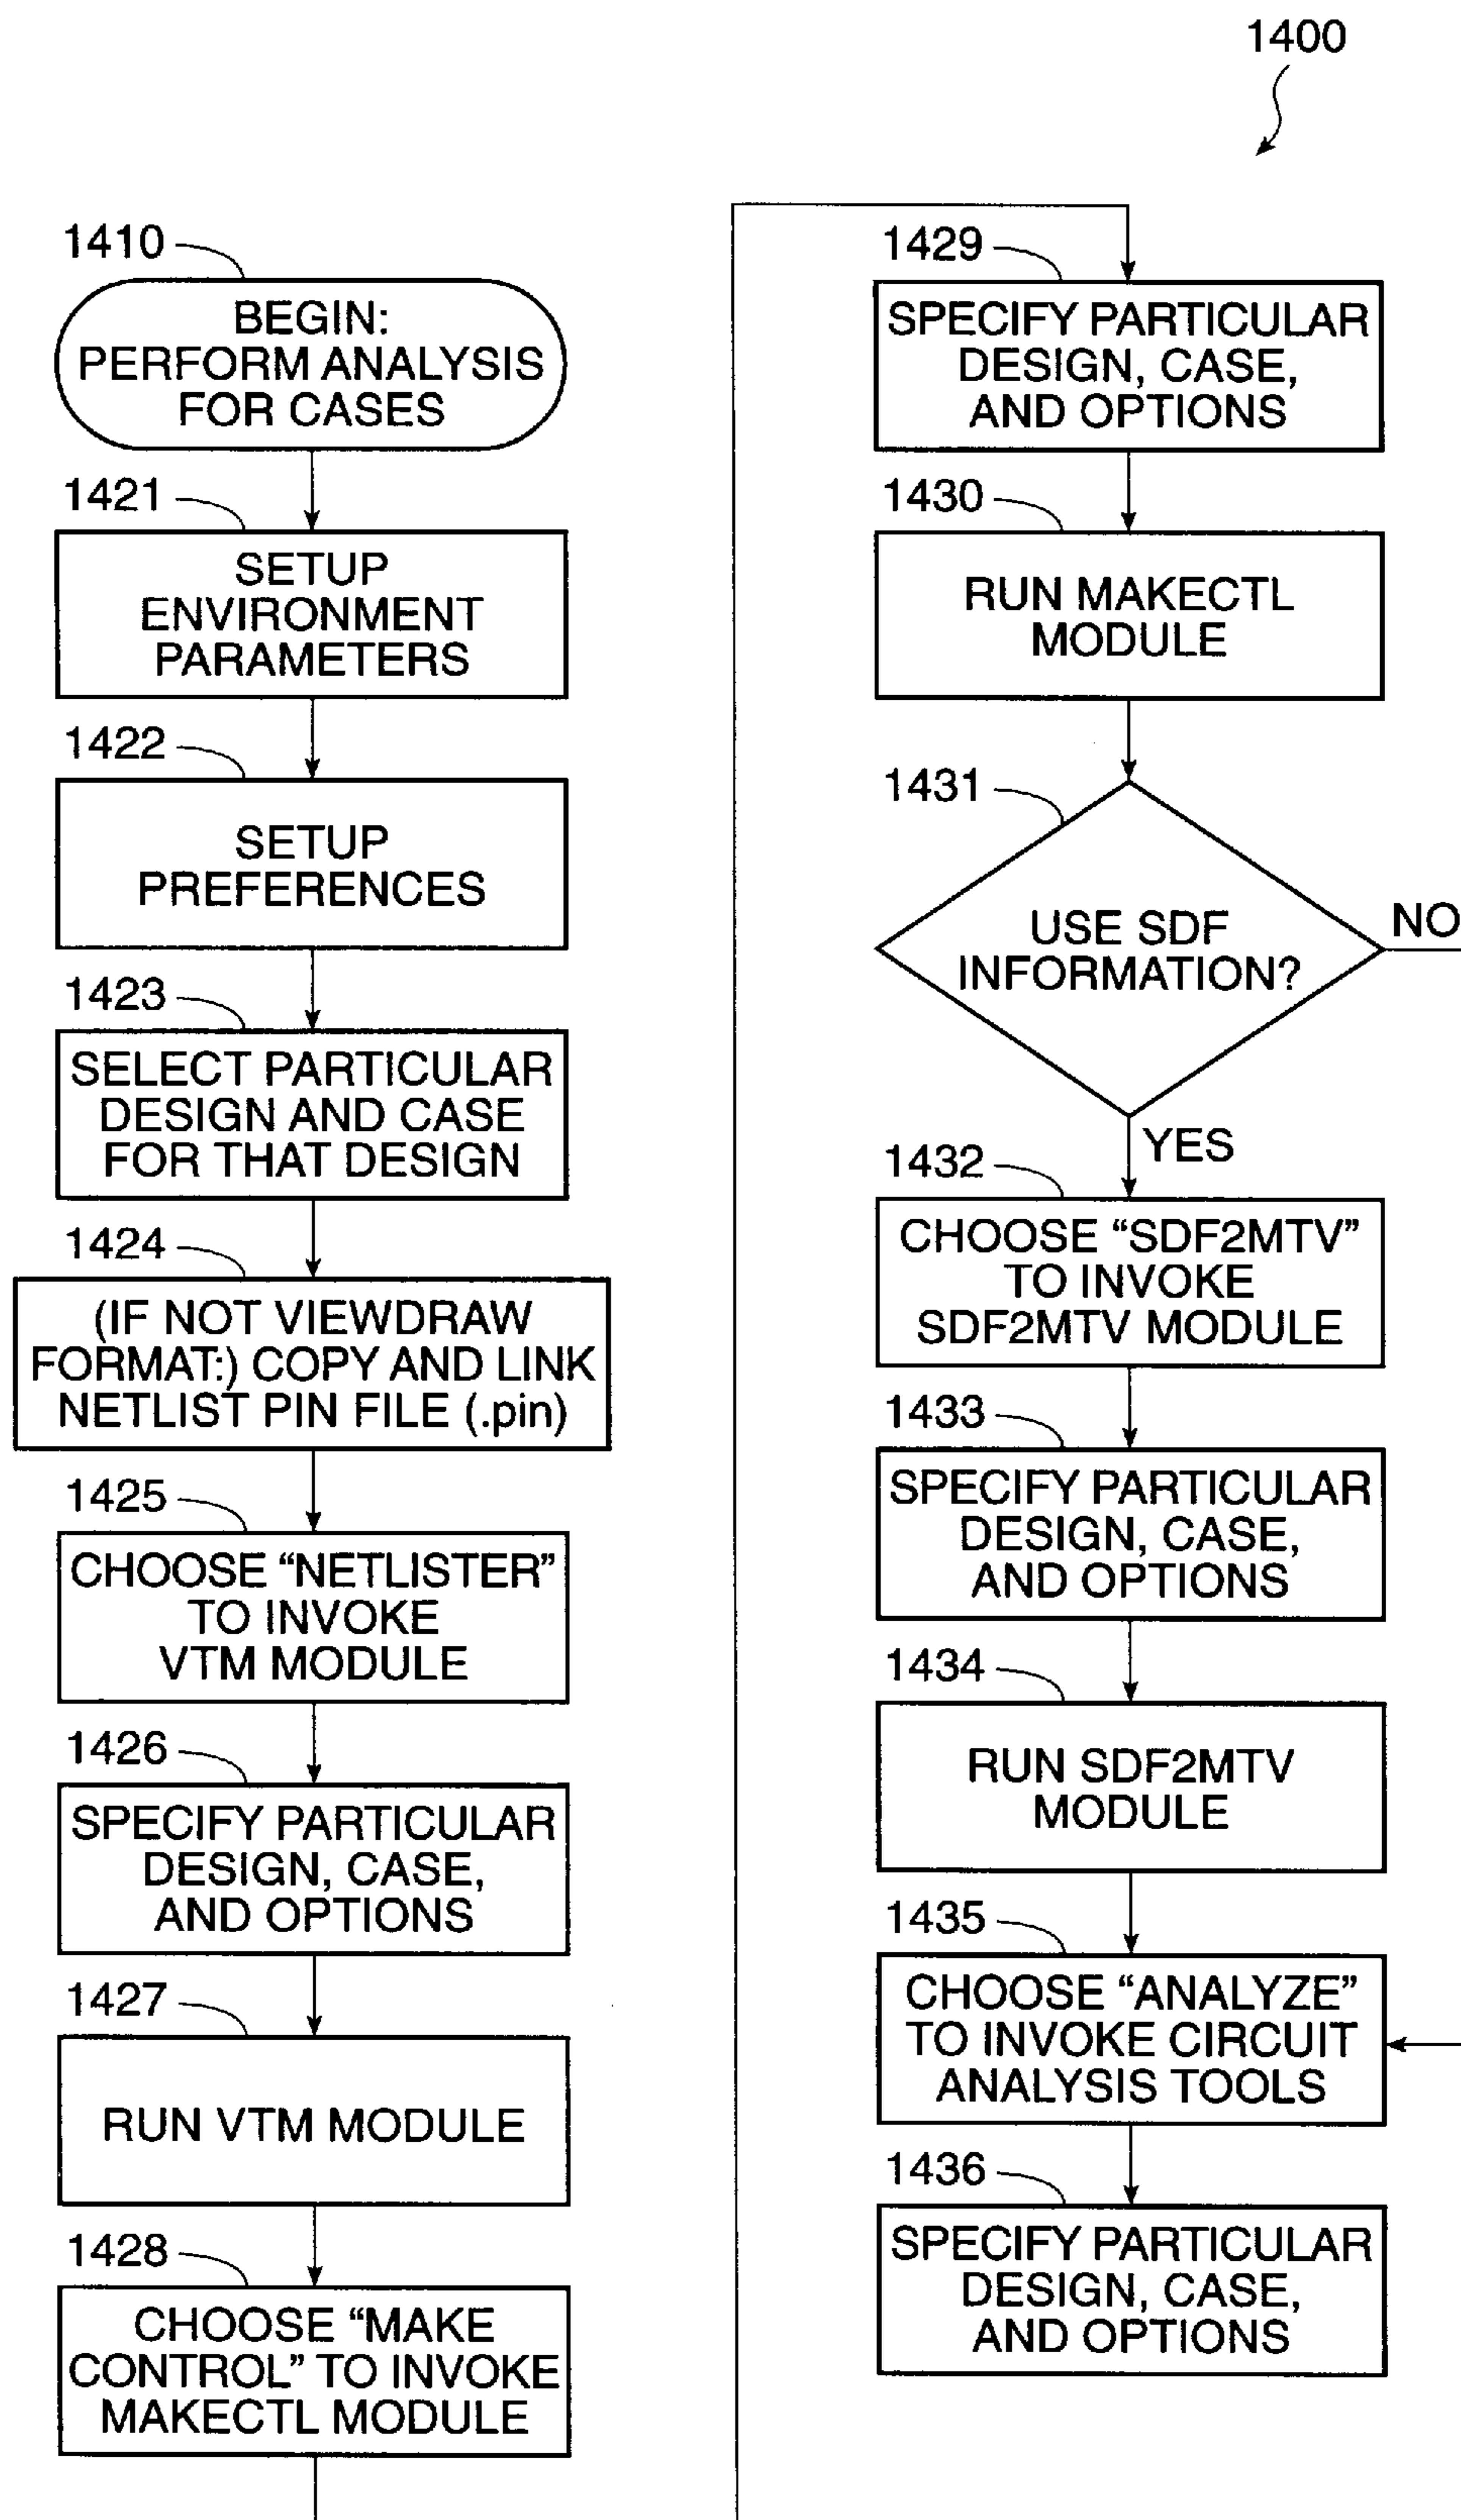 1400
1410
BEGIN:
PERFORM ANALYSIS
FOR CASES
1421
SETUP
ENVIRONMENT
PARAMETERS
1422
SETUP
PREFERENCES
1423
SELECT PARTICULAR
DESIGN AND CASE
FOR THAT DESIGN
1424
(IF NOT VIEWDRAW
FORMAT:) COPY AND LINK
NETLIST PIN FILE (.pin)
1425
CHOOSE “NETLISTER”
TO INVOKE
VTM MODULE
1426
SPECIFY PARTICULAR
DESIGN, CASE,
AND OPTIONS
1427
RUN VTM MODULE
1428
CHOOSE “MAKE
CONTROL” TO INVOKE
MAKECTL MODULE
1429
SPECIFY PARTICULAR
DESIGN, CASE,
AND OPTIONS
1430
RUN MAKECTL
MODULE
1431
USE SDF
INFORMATION?
NO
YES
1432
CHOOSE “SDF2MTV”
TO INVOKE
SDF2MTV MODULE
1433
SPECIFY PARTICULAR
DESIGN, CASE,
AND OPTIONS
1434
RUN SDF2MTV
MODULE
1435
CHOOSE “ANALYZE”
TO INVOKE CIRCUIT
ANALYSIS TOOLS
1436
SPECIFY PARTICULAR
DESIGN, CASE,
AND OPTIONS